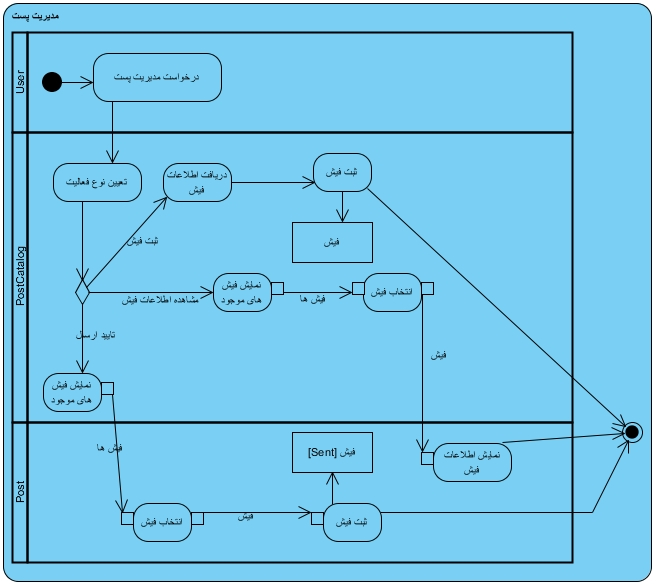 مدیریت پست
User
درخواست مدیریت پست
PostCatalog
تعیین نوع فعالیت
دریافت اطلاعات
فیش
ثبت فیش
ثبت فیش
فیش
نمایش فیش
های موجود
انتخاب فیش
مشاهده اطلاعات فیش
فیش ها
تایید ارسال
فیش
نمایش فیش
های موجود
Post
فیش ها
فیش [Sent]
نمایش اطلاعات
فیش
انتخاب فیش
فیش
ثبت فیش